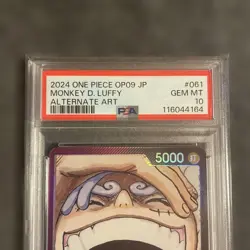 2024 ONE PIECE OP09 JP #061
MONKEY D. LUFFY GEM MT
ALTERNATE ART 10
PSA 116044164
5000